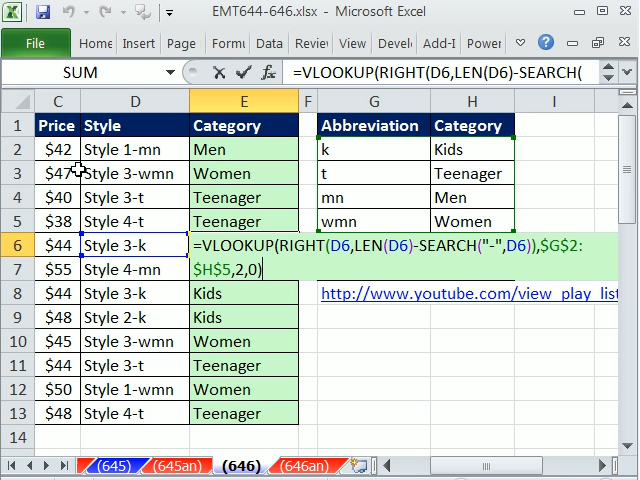 EMT644-646.xlsx - Microsoft Excel
File Home Insert Page Form Data Revie View Develo Add-I Power
SUM =VLOOKUP(RIGHT(D6,LEN(D6)-SEARCH(
C D E F G H I
1 Price Style Category Abbreviation Category
2 $42 Style 1-mn Men k Kids
3 $47 Style 3-wmn Women t Teenager
4 $40 Style 3-t Teenager mn Men
5 $38 Style 4-t Teenager wmn Women
6 $44 Style 3-k =VLOOKUP(RIGHT(D6,LEN(D6)-SEARCH("-",D6)),$G$2:
7 $55 Style 4-mn $H$5,2,0)
8 $44 Style 3-k Kids http://www.youtube.com/view_play_list
9 $48 Style 2-k Kids
10 $45 Style 3-wmn Women
11 $44 Style 3-t Teenager
12 $50 Style 1-wmn Women
13 $48 Style 4-t Teenager
14
(645) (645an) (646) (646an)